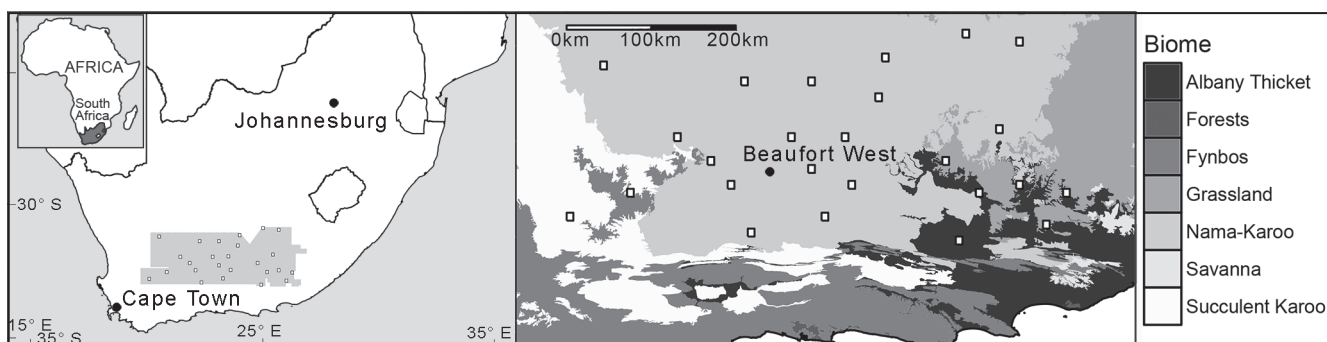 AFRICA
South
Africa
Johannesburg
30° S
Cape Town
15° E
35° S
25° E
35° E
0km 100km 200km
Beaufort West
Biome
Albany Thicket
Forests
Fynbos
Grassland
Nama-Karoo
Savanna
Succulent Karoo